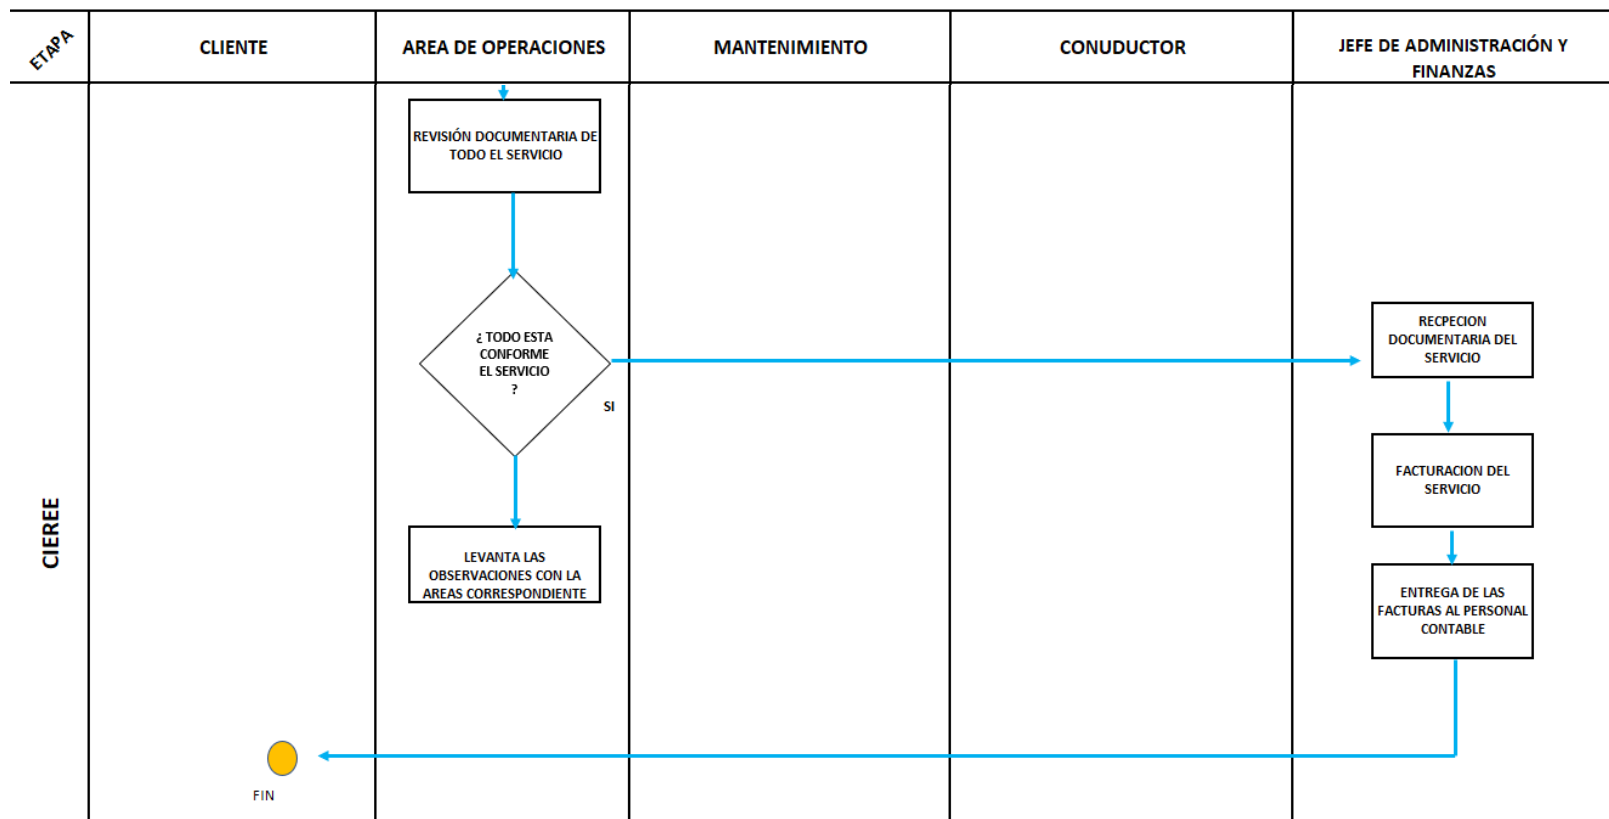 ETAPA
CLIENTE
AREA DE OPERACIONES
MANTENIMIENTO
CONUDUCTOR
JEFE DE ADMINISTRACIÓN Y
FINANZAS
REVISIÓN DOCUMENTARIA DE
TODO EL SERVICIO
¿ TODO ESTA
CONFORME
EL SERVICIO
?
SI
RECPECION
DOCUMENTARIA DEL
SERVICIO
FACTURACION DEL
SERVICIO
CIEREE
LEVANTA LAS
OBSERVACIONES CON LA
AREAS CORRESPONDIENTE
ENTREGA DE LAS
FACTURAS AL PERSONAL
CONTABLE
FIN